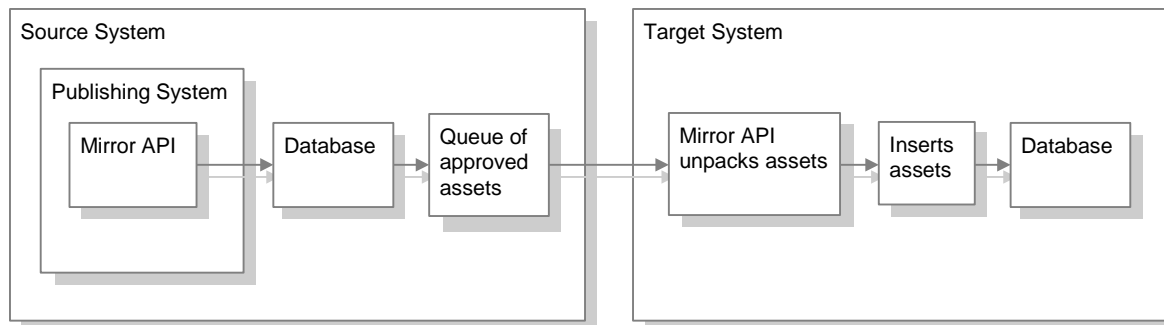 Source System
Publishing System
Mirror API
Database
Queue of
approved
assets
Target System
Mirror API
unpacks assets
Inserts
assets
Database